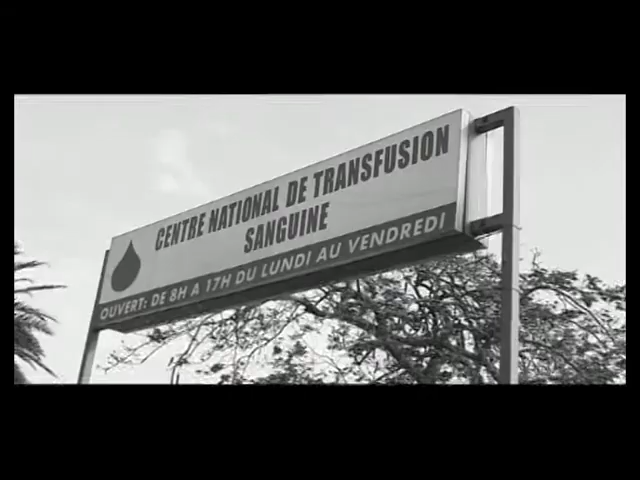 CENTRE NATIONAL DE TRANSFUSION
SANGUINE
OUVERT: DE 8H A 17H DU LUNDI AU VENDREDI